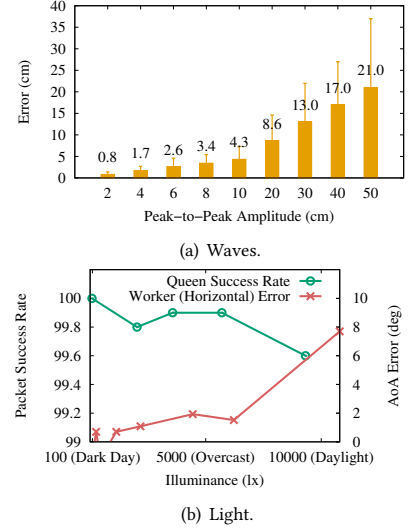 40
35
30
25
20
15
10
5
0
Error (cm)
0.8 1.7 2.6 3.4 4.3 8.6 13.0 17.0 21.0
2 4 6 8 10 20 30 40 50
Peak-to-Peak Amplitude (cm)
(a) Waves.
Queen Success Rate
Worker (Horizontal) Error
100 10
99.8 8
99.6 6
99.4 4
99.2 2
99 0
Packet Success Rate
AoA Error (deg)
100 (Dark Day) 5000 (Overcast) 10000 (Daylight)
Illuminance (lx)
(b) Light.